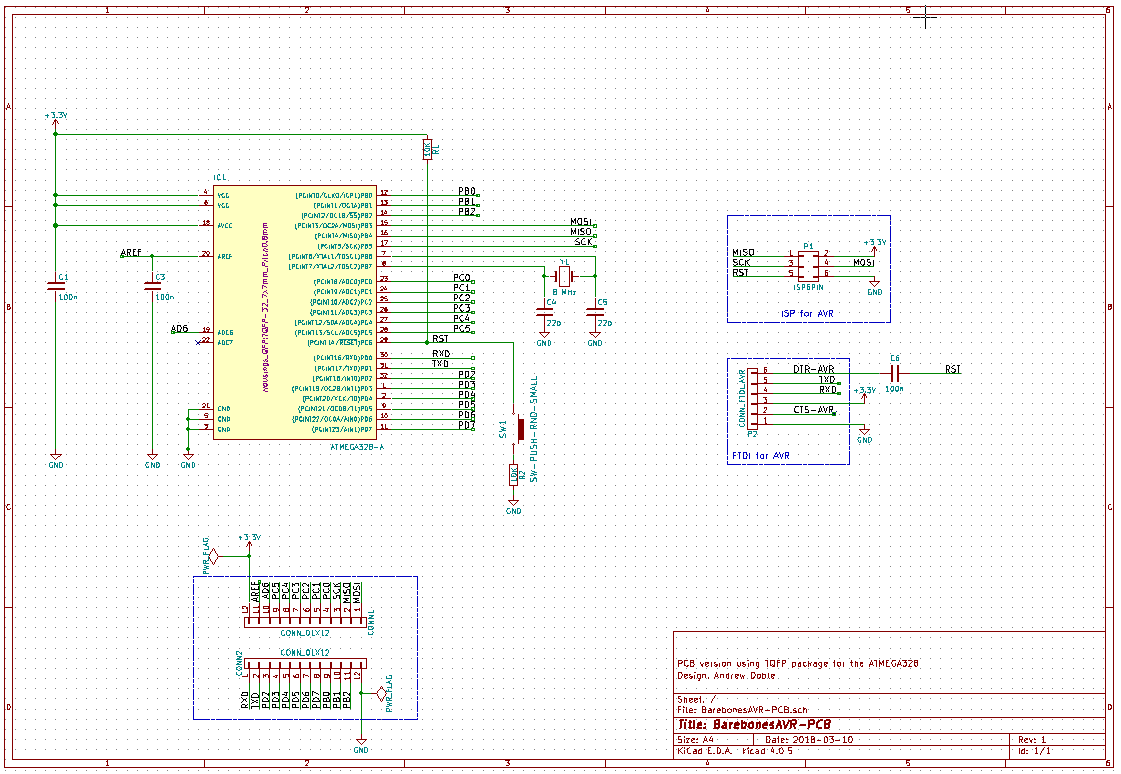 1 2 3 4 5 6
A A
B B
C C
D D
1 2 3 4 5 6
+3.3V
10K
R1
IC1
4 VCC
6 VCC
18 AVCC
20 AREF
AREF
19 ADC6
AD6
22 ADC7
21 GND
5 GND
3 GND
(PCINT0/CLKO/ICP1)PB0 12 PB0
(PCINT1/OC1A)PB1 13 PB1
(PCINT2/OC1B/SS)PB2 14 PB2
(PCINT3/OC2A/MOSI)PB3 15 MOSI
(PCINT4/MISO)PB4 16 MISO
(PCINT5/SCK)PB5 17 SCK
(PCINT6/XTAL1/TOSC1)PB6 7
(PCINT7/XTAL2/TOSC2)PB7 8
(PCINT8/ADC0)PC0 23 PC0
(PCINT9/ADC1)PC1 24 PC1
(PCINT10/ADC2)PC2 25 PC2
(PCINT11/ADC3)PC3 26 PC3
(PCINT12/SDA/ADC4)PC4 27 PC4
(PCINT13/SCL/ADC5)PC5 28 PC5
(PCINT14/RESET)PC6 29 RST
(PCINT16/RXD)PD0 30 RXD
(PCINT17/TXD)PD1 31 TXD
(PCINT18/INT0)PD2 32 PD2
(PCINT19/OC2B/INT1)PD3 1 PD3
(PCINT20/XCK/T0)PD4 2 PD4
(PCINT21/OC0B/T1)PD5 9 PD5
(PCINT22/OC0A/AIN0)PD6 10 PD6
(PCINT23/AIN1)PD7 11 PD7
Housings_QFP:TQFP-32_7x7mm_Pitch0.8mm
ATMEGA328-A
C1
100n
C3
100n
Y1
8 MHz
C4
22p
C5
22p
GND GND
SW1
SW-PUSH-RND-SMALL
10K
R2
GND
GND GND GND
P1
MISO 1 2 +3.3V
SCK 3 4 MOSI
RST 5 6
GND
ISP6PIN
ISP for AVR
CONN_FTDI_AVR
6 DTR-AVR
5 TXD
4 RXD
3 +3.3V
2 CTS-AVR
1
GND
P2
FTDI for AVR
C6
100n
RST
+3.3V
PWR_FLAG
AREF AD6 PC5 PC4 PC3 PC2 PC1 PC0 SCK MISO MOSI
12 11 10 9 8 7 6 5 4 3 2 1
CONN1
CONN_01X12
CONN_01X12
CONN2
1 2 3 4 5 6 7 8 9 10 11 12
RXD TXD PD2 PD3 PD4 PD5 PD6 PD7 PB0 PB1 PB2
PWR_FLAG
GND
PCB version using TQFP package for the ATMEGA328
Design. Andrew Doble
Sheet: /
File: BarebonesAVR-PCB.sch
Title: BarebonesAVR-PCB
Size: A4 Date: 2018-03-10 Rev: 1
KiCad E.D.A. kicad 4.0.5 Id: 1/1